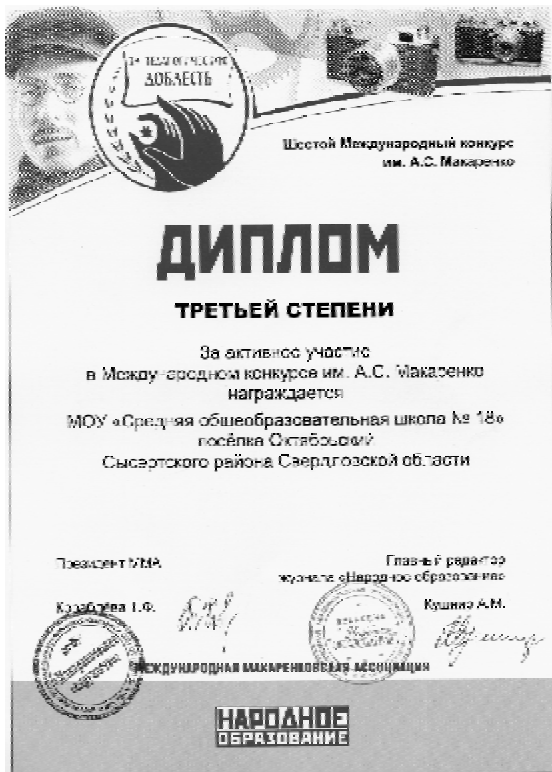 ЗА ПЕДАГОГИЧЕСКУЮ
ДОБЛЕСТЬ
Шестой Международный конкурс
им. А.С. Макаренко
ДИПЛОМ
ТРЕТЬЕЙ СТЕПЕНИ
За активное участие
в Международном конкурсе им. А.С. Макаренко
награждается
МОУ «Средняя общеобразовательная школа № 18»
посёлка Октябрьский
Сысертского района Свердловской области
Президент ММА
Главный редактор
журнала «Народное образование»
Кораблёва Т.Ф.
Кушнир А.М.
МЕЖДУНАРОДНАЯ МАКАРЕНКОВСКАЯ АССОЦИАЦИЯ
НАРОДНОЕ
ОБРАЗОВАНИЕ